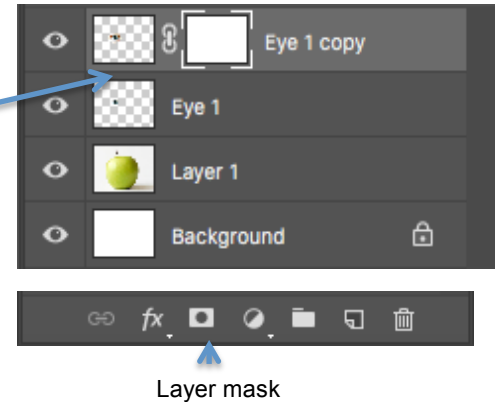 Eye 1 copy
Eye 1
Layer 1
Background
fx
Layer mask